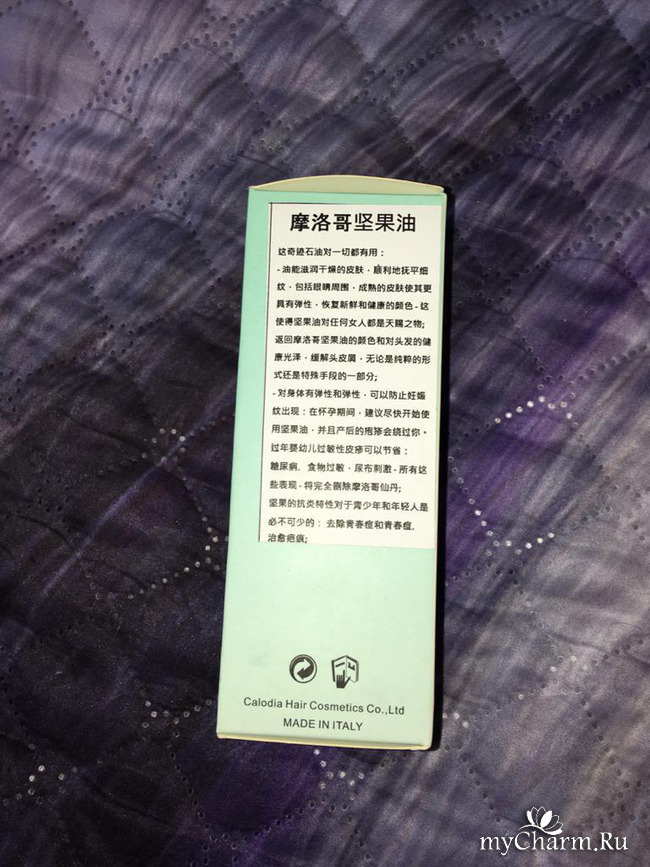 摩洛哥坚果油
这奇迹石油对一切都有用：
- 油能滋润干燥的皮肤，顺利地抚平细
纹，包括眼睛周围，成熟的皮肤使其更
具有弹性，恢复新鲜和健康的颜色 - 这
使得坚果油对任何女人都是天赐之物;
返回摩洛哥坚果油的颜色和对头发的健
康光泽，缓解头皮屑，无论是纯粹的形
式还是特殊手段的一部分;
- 对身体有弹性和弹性，可以防止妊娠
纹出现：在怀孕期间，建议尽快开始使
用坚果油，并且产后的疤疹会绕过你。
过年婴幼儿过敏性皮疹可以节省：
糖尿病，食物过敏，尿布刺激 - 所有这
些表现 - 将完全删除摩洛哥仙丹;
坚果的抗炎特性对于青少年和年轻人是
必不可少的：去除青春痘和青春痘，
治愈疤痕;
Calodia Hair Cosmetics Co.,Ltd
MADE IN ITALY
myCharm.Ru